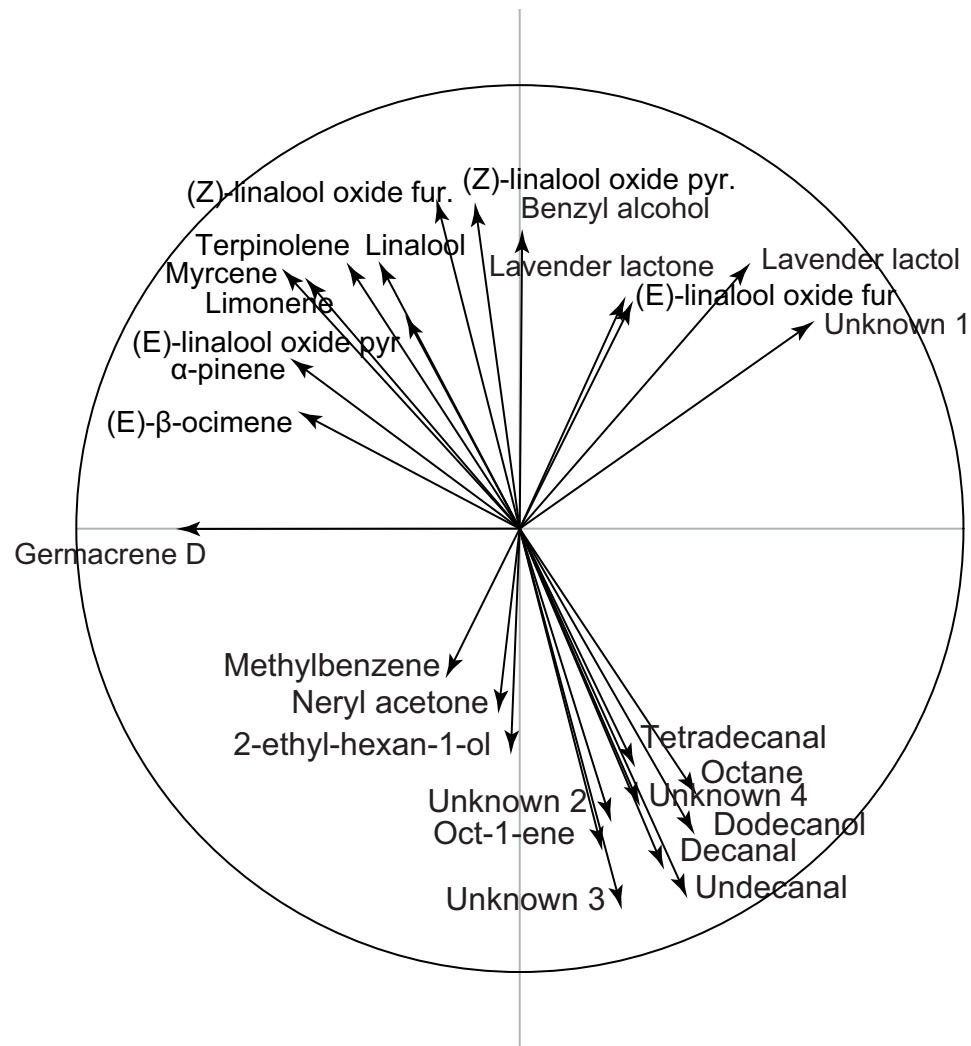 (Z)-linalool oxide pyr.
(Z)-linalool oxide fur.
Benzyl alcohol
Terpinolene
Linalool
Lavender lactol
Lavender lactone
Myrcene
(E)-linalool oxide fur
Limonene
Unknown 1
(E)-linalool oxide pyr
α-pinene
(E)-β-ocimene
Germacrene D
Methylbenzene
Neryl acetone
Tetradecanal
2-ethyl-hexan-1-ol
Octane
Unknown 4
Unknown 2
Dodecanol
Oct-1-ene
Decanal
Undecanal
Unknown 3